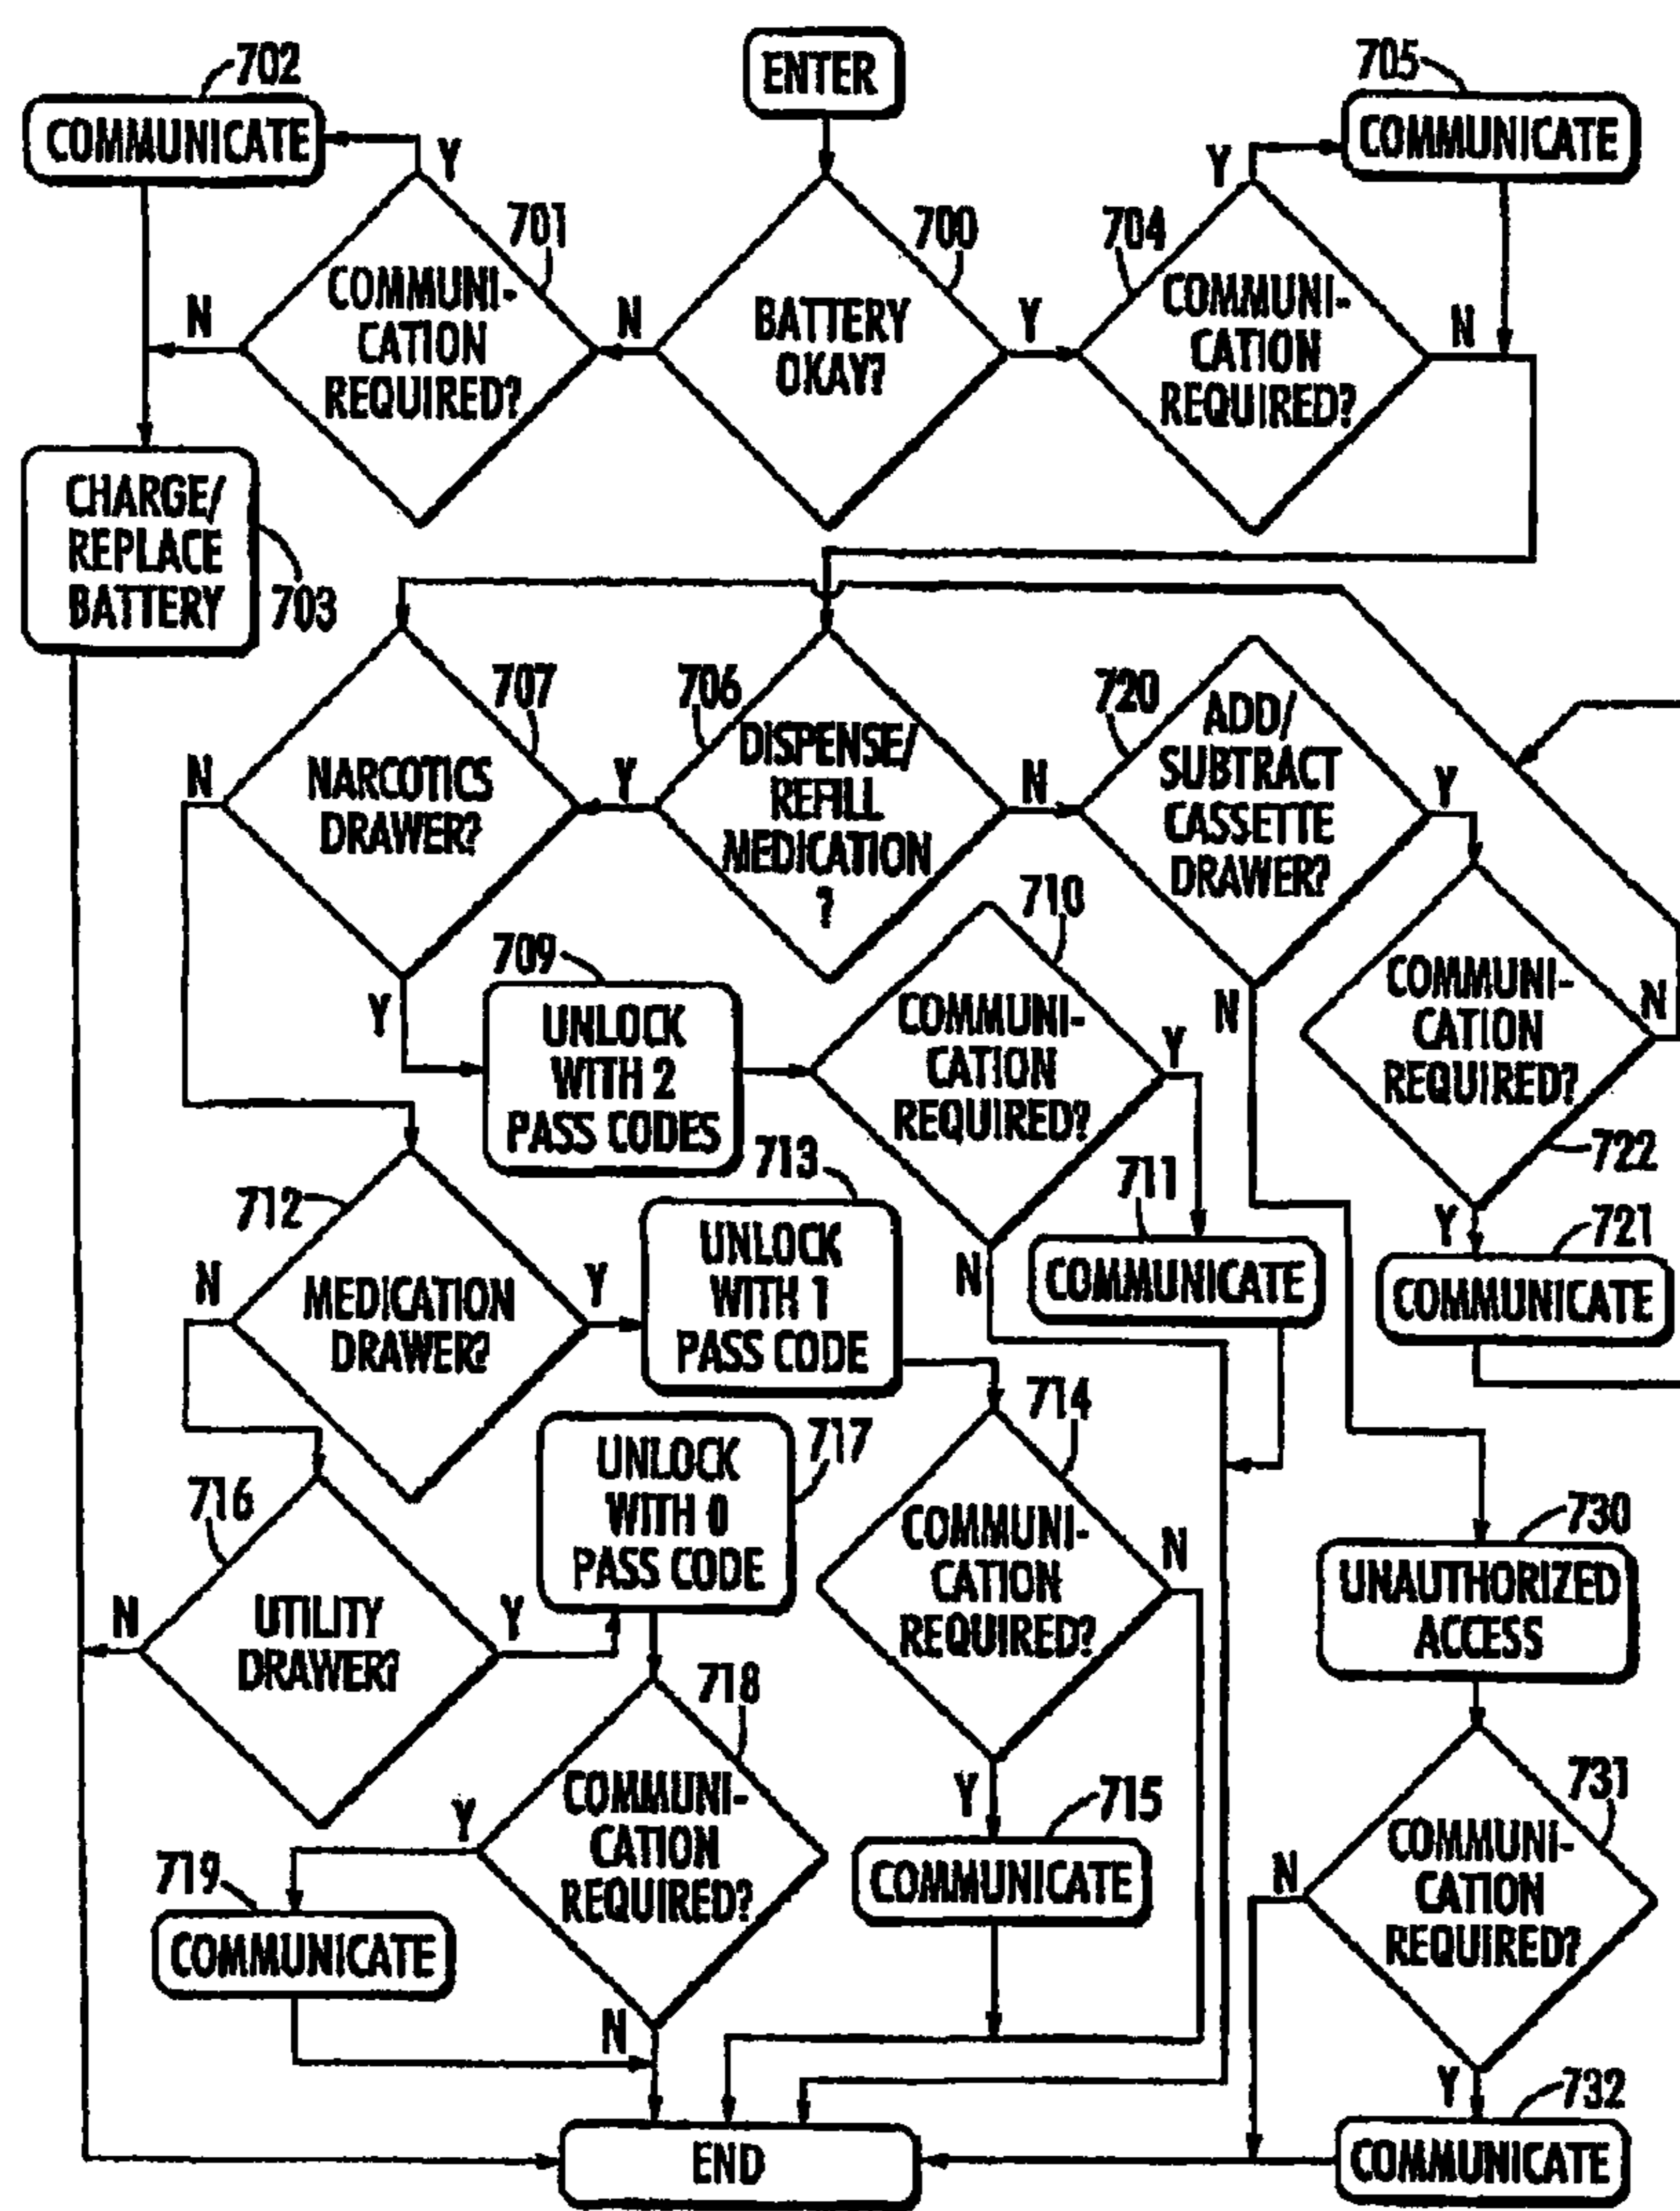 702
ENTER
705
COMMUNICATE
Y
Y
COMMUNICATE
701
700
704
COMMUNI-
CATION
REQUIRED?
N
N
BATTERY
OKAY?
Y
COMMUNI-
CATION
REQUIRED?
N
CHARGE/
REPLACE
BATTERY
703
707
706
720
N
NARCOTICS
DRAWER?
Y
DISPENSE/
REFILL
MEDICATION
?
N
ADD/
SUBTRACT
CASSETTE
DRAWER?
Y
709
710
Y
UNLOCK
WITH 2
PASS CODES
COMMUNI-
CATION
REQUIRED?
Y
N
COMMUNI-
CATION
REQUIRED?
N
722
713
711
712
UNLOCK
WITH 1
PASS CODE
N
MEDICATION
DRAWER?
Y
N
COMMUNICATE
Y
721
COMMUNICATE
714
717
UNLOCK
WITH 0
PASS CODE
716
COMMUNI-
CATION
REQUIRED?
N
730
UNAUTHORIZED
ACCESS
N
UTILITY
DRAWER?
Y
718
Y
COMMUNI-
CATION
REQUIRED?
Y
715
731
719
COMMUNICATE
COMMUNICATE
N
COMMUNI-
CATION
REQUIRED?
N
Y
732
END
COMMUNICATE